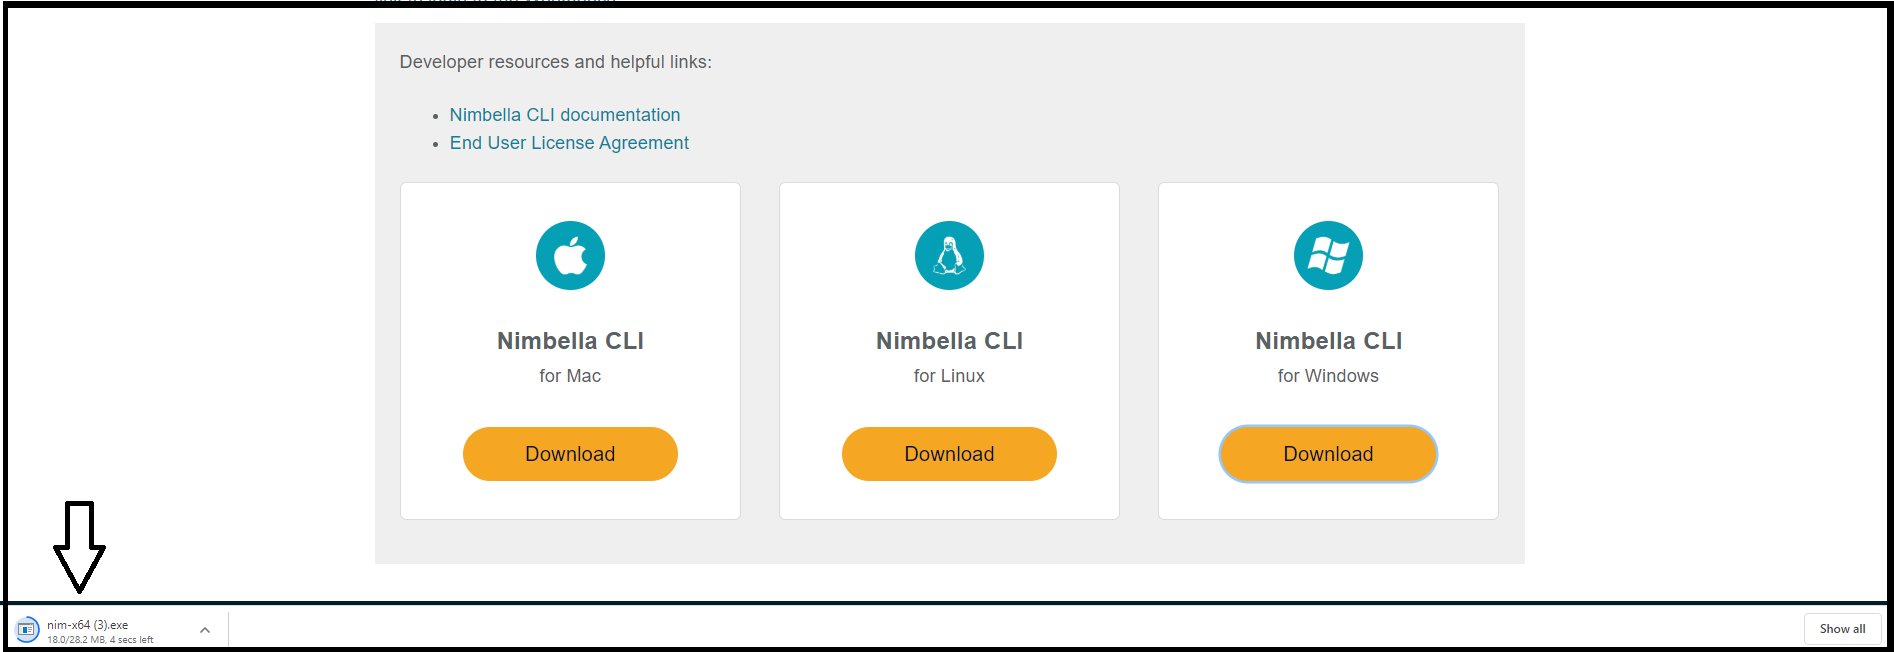 Developer resources and helpful links:
Nimbella CLI documentation
End User License Agreement
Nimbella CLI
for Mac
Download
Nimbella CLI
for Linux
Download
Nimbella CLI
for Windows
Download
nim-x64 (3).exe
18.0/28.2 MB, 4 secs left
Show all